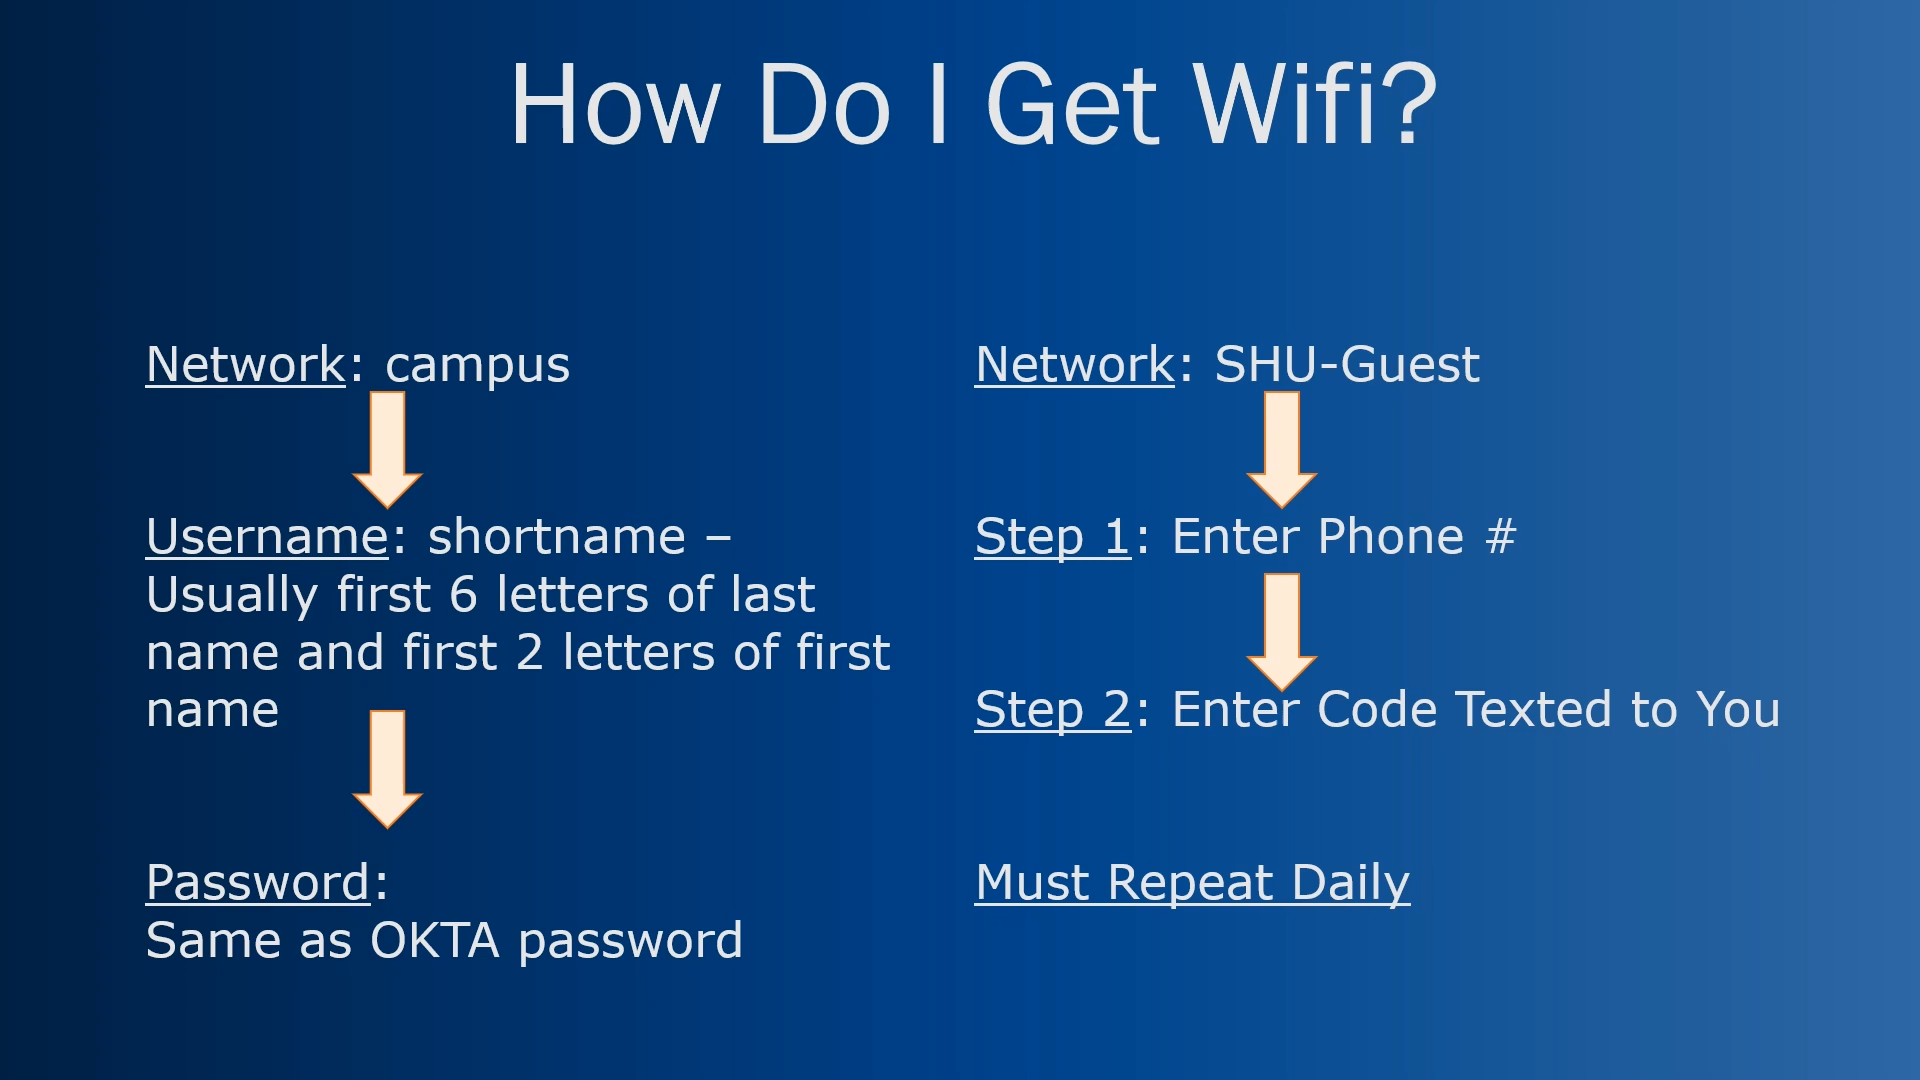 How Do I Get Wifi?
Network: campus
Username: shortname –
Usually first 6 letters of last
name and first 2 letters of first
name
Password:
Same as OKTA password
Network: SHU-Guest
Step 1: Enter Phone #
Step 2: Enter Code Texted to You
Must Repeat Daily